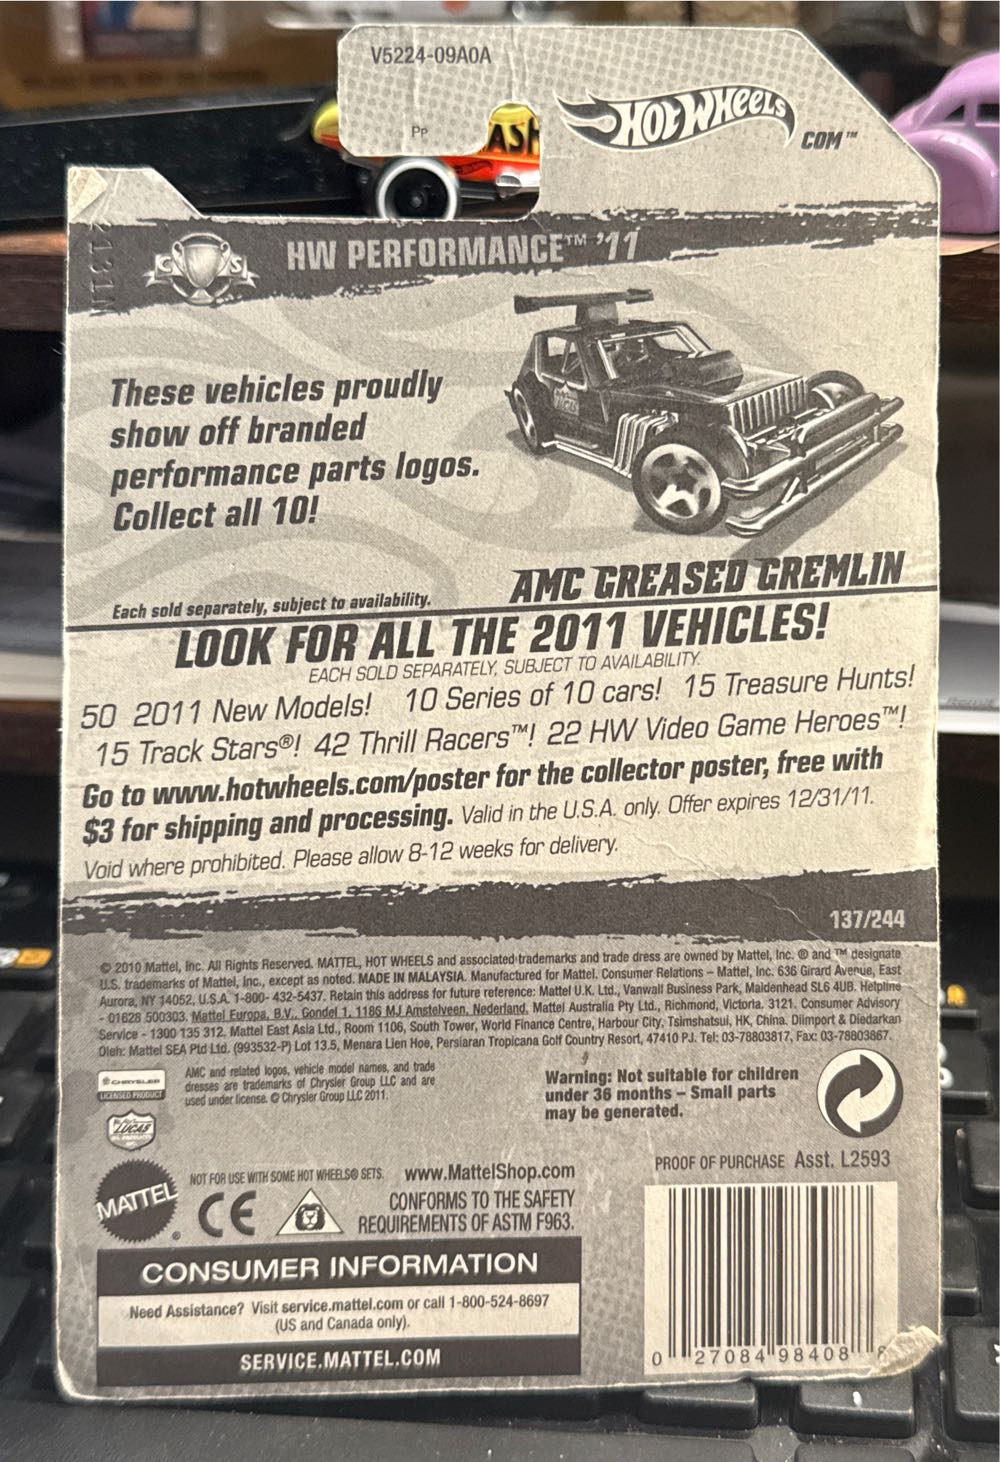 V5224-09A0A
Pp
ASH
HOT WHEELS
COM™
HW PERFORMANCE™ '11
CS
These vehicles proudly
show off branded
performance parts logos.
Collect all 10!
AMC GREASED GREMLIN
Each sold separately, subject to availability.
LOOK FOR ALL THE 2011 VEHICLES!
EACH SOLD SEPARATELY, SUBJECT TO AVAILABILITY.
50 2011 New Models! 10 Series of 10 cars! 15 Treasure Hunts!
15 Track Stars®! 42 Thrill Racers™! 22 HW Video Game Heroes™!
Go to www.hotwheels.com/poster for the collector poster, free with
$3 for shipping and processing. Valid in the U.S.A. only. Offer expires 12/31/11.
Void where prohibited. Please allow 8-12 weeks for delivery.
137/244
© 2010 Mattel, Inc. All Rights Reserved. MATTEL, HOT WHEELS and associated trademarks and trade dress are owned by Mattel, Inc. ® and ™ designate
U.S. trademarks of Mattel, Inc., except as noted. MADE IN MALAYSIA. Manufactured for Mattel. Consumer Relations – Mattel, Inc. 636 Girard Avenue, East
Aurora, NY 14052, U.S.A. 1-800- 432-5437. Retain this address for future reference: Mattel U.K. Ltd., Vanwall Business Park, Maidenhead SL6 4UB. Helpline
- 01628 500303. Mattel Europa, B.V., Gondel 1, 1186 MJ Amstelveen, Nederland. Mattel Australia Pty Ltd., Richmond, Victoria. 3121. Consumer Advisory
Service - 1300 135 312. Mattel East Asia Ltd., Room 1106, South Tower, World Finance Centre, Harbour City, Tsimshatsui, HK, China. Diimport & Diedarkan
Oleh: Mattel SEA Ptd Ltd. (993532-P) Lot 13.5, Menara Lien Hoe, Persiaran Tropicana Golf Country Resort, 47410 PJ. Tel: 03-78803817, Fax: 03-78803867.
CHRYSLER
LICENSED PRODUCT
AMC and related logos, vehicle model names, and trade
dresses are trademarks of Chrysler Group LLC and are
used under license. © Chrysler Group LLC 2011.
LUCAS
Warning: Not suitable for children
under 36 months – Small parts
may be generated.
PROOF OF PURCHASE Asst. L2593
MATTEL®
NOT FOR USE WITH SOME HOT WHEELS® SETS. www.MattelShop.com
CE
CONFORMS TO THE SAFETY
REQUIREMENTS OF ASTM F963.
CONSUMER INFORMATION
Need Assistance? Visit service.mattel.com or call 1-800-524-8697
(US and Canada only).
SERVICE.MATTEL.COM
0 27084 98408